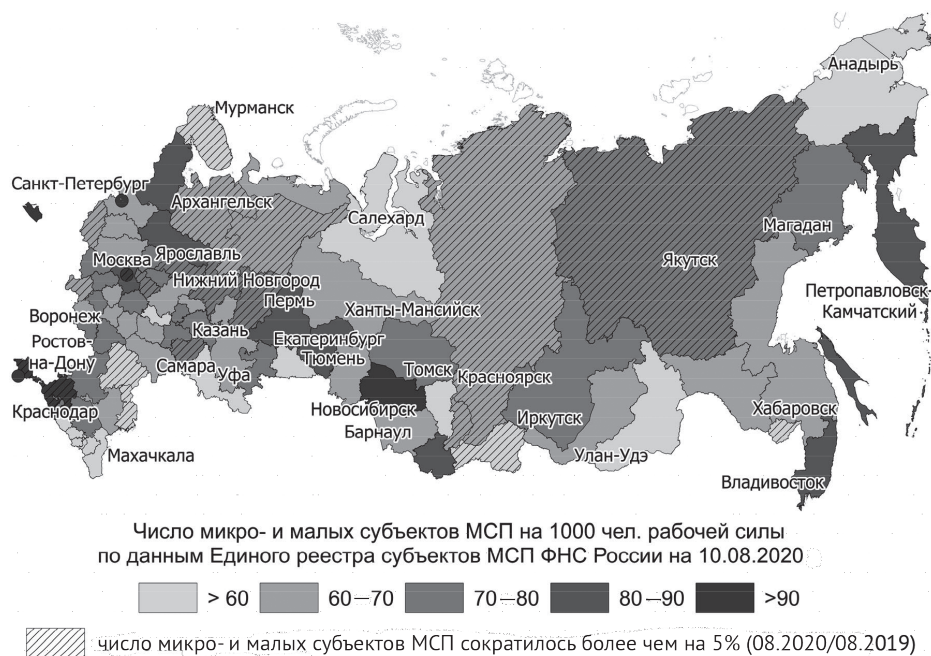 Анадырь
Мурманск
Санкт-Петербург
Архангельск
Салехард
Магадан
Москва
Ярославль
Якутск
Нижний Новгород
Пермь
Петропавловск-
Камчатский
Воронеж
Ханты-Мансийск
Казань
Екатеринбург
Ростов-
на-Дону
Тюмень
Самара
Уфа
Томск
Красноярск
Краснодар
Новосибирск
Иркутск
Хабаровск
Барнаул
Махачкала
Улан-Удэ
Владивосток
Число микро- и малых субъектов МСП на 1000 чел. рабочей силы
по данным Единого реестра субъектов МСП ФНС России на 10.08.2020
> 60 60—70 70—80 80—90 >90
число микро- и малых субъектов МСП сократилось более чем на 5% (08.2020/08.2019)